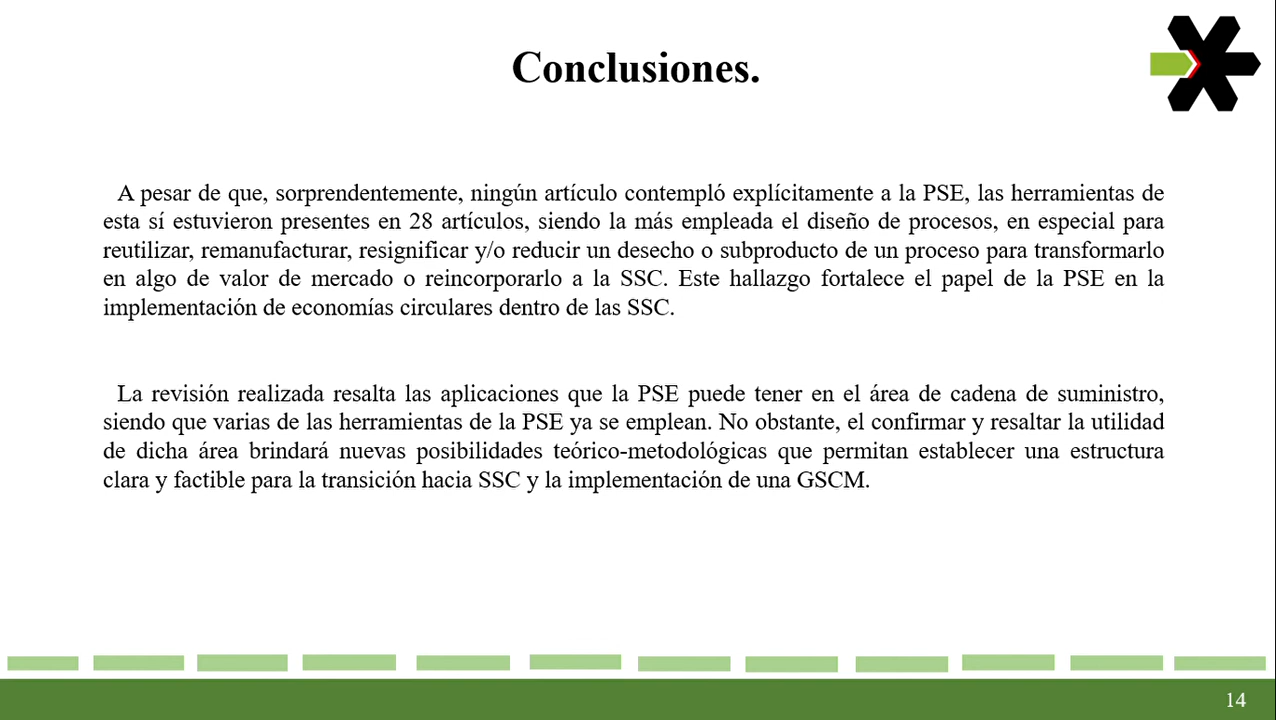 Conclusiones.
A pesar de que, sorprendentemente, ningún artículo contempló explícitamente a la PSE, las herramientas de
esta sí estuvieron presentes en 28 artículos, siendo la más empleada el diseño de procesos, en especial para
reutilizar, remanufacturar, resignificar y/o reducir un desecho o subproducto de un proceso para transformarlo
en algo de valor de mercado o reincorporarlo a la SSC. Este hallazgo fortalece el papel de la PSE en la
implementación de economías circulares dentro de las SSC.
La revisión realizada resalta las aplicaciones que la PSE puede tener en el área de cadena de suministro,
siendo que varias de las herramientas de la PSE ya se emplean. No obstante, el confirmar y resaltar la utilidad
de dicha área brindará nuevas posibilidades teórico-metodológicas que permitan establecer una estructura
clara y factible para la transición hacia SSC y la implementación de una GSCM.
14